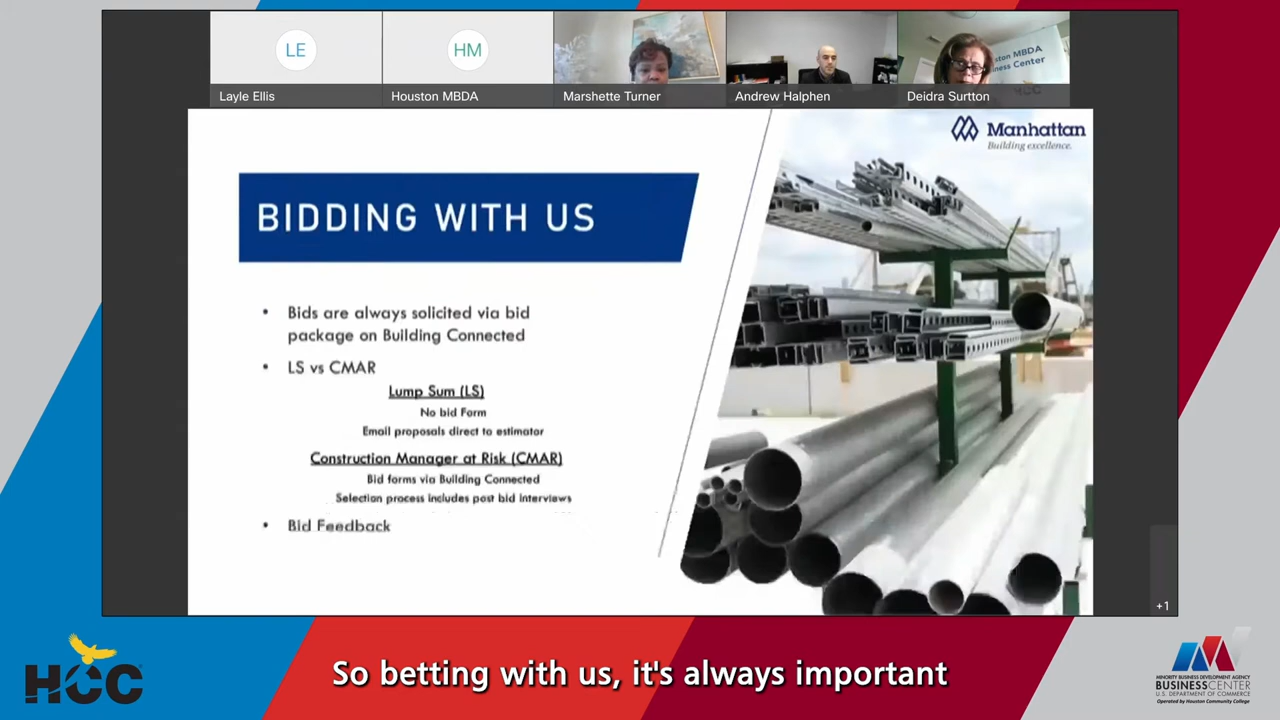 LE
HM
Layle Ellis
Houston MBDA
Marshette Turner
Andrew Halphen
Deidra Surtton
ston MBDA
ness Center
Manhattan
Building excellence.
BIDDING WITH US
• Bids are always solicited via bid
package on Building Connected
• LS vs CMAR
Lump Sum (LS)
No bid Form
Email proposals direct to estimator
Construction Manager at Risk (CMAR)
Bid forms via Building Connected
Selection process includes post bid interviews
• Bid Feedback
+1
HCC
So betting with us, it's always important
MINORITY BUSINESS DEVELOPMENT AGENCY
BUSINESS CENTER
U.S. DEPARTMENT OF COMMERCE
Operated by Houston Community College